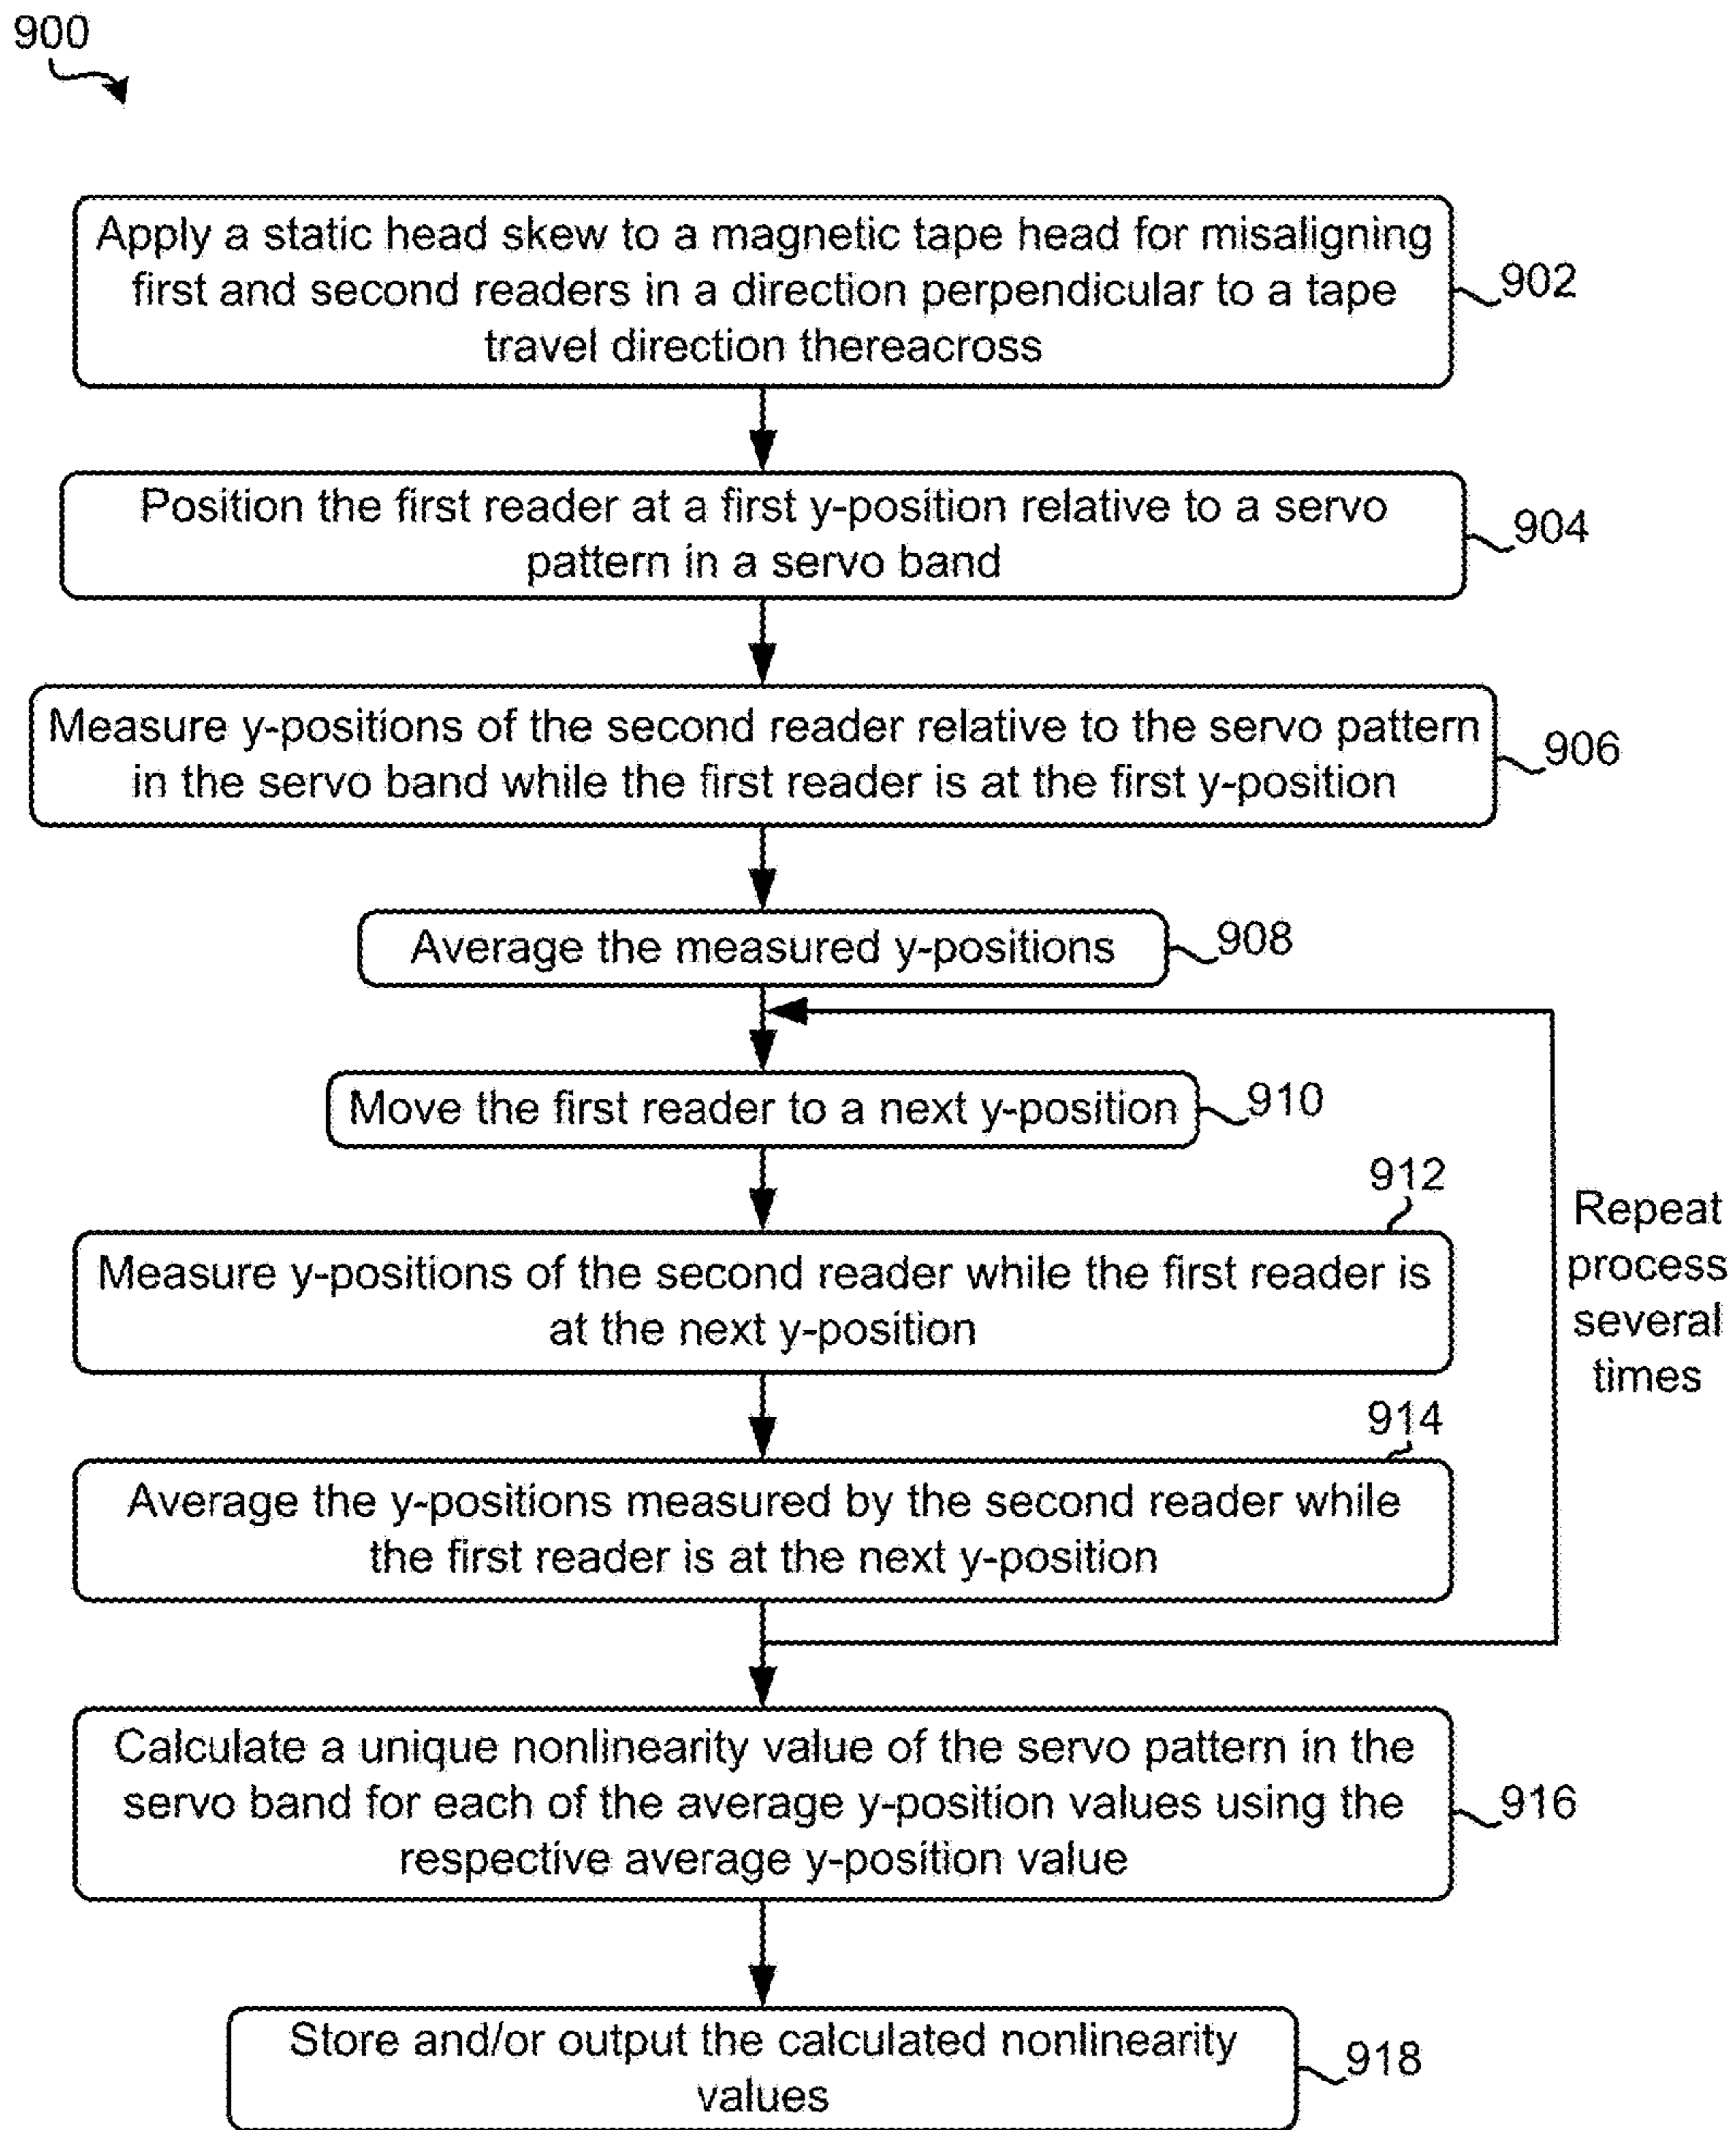 900
Apply a static head skew to a magnetic tape head for misaligning
first and second readers in a direction perpendicular to a tape
travel direction thereacross
902
Position the first reader at a first y-position relative to a servo
pattern in a servo band
904
Measure y-positions of the second reader relative to the servo pattern
in the servo band while the first reader is at the first y-position
906
Average the measured y-positions
908
Move the first reader to a next y-position
910
912
Measure y-positions of the second reader while the first reader is
at the next y-position
Repeat
process
several
times
914
Average the y-positions measured by the second reader while
the first reader is at the next y-position
Calculate a unique nonlinearity value of the servo pattern in the
servo band for each of the average y-position values using the
respective average y-position value
916
Store and/or output the calculated nonlinearity
values
918